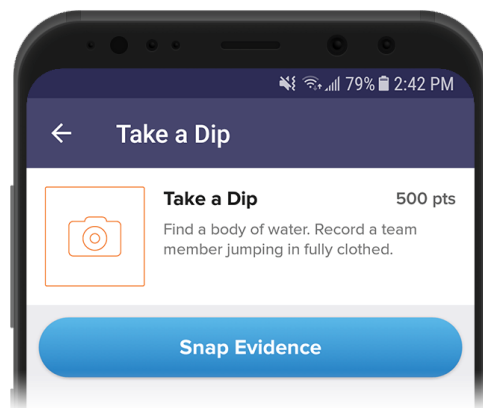 79% 2:42 PM
Take a Dip
Take a Dip 500 pts
Find a body of water. Record a team
member jumping in fully clothed.
Snap Evidence